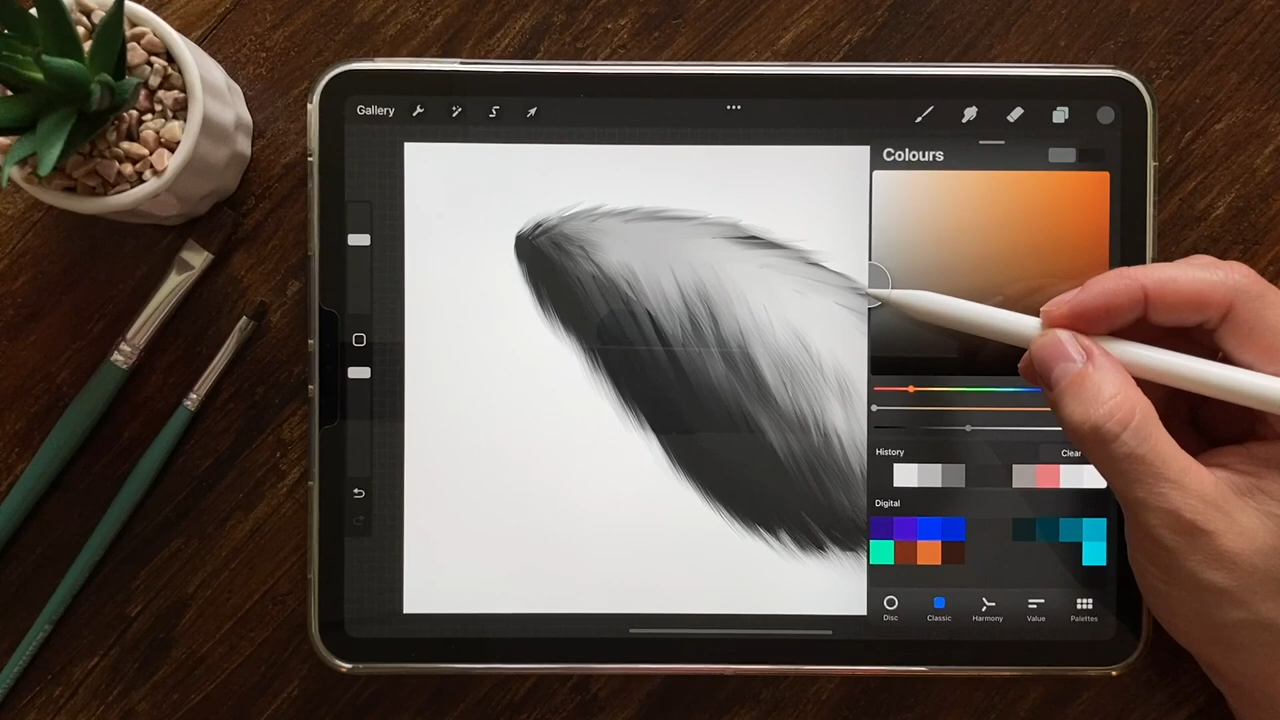 Gallery
Colours
History
Clear
Digital
Disc
Classic
Harmony
Value
Palettes